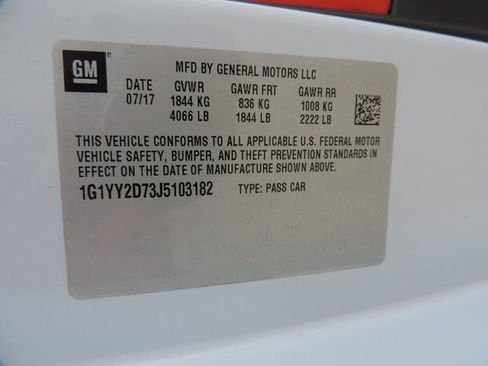 GM
MFD BY GENERAL MOTORS LLC
DATE GVWR GAWR FRT GAWR RR
07/17 1844 KG 836 KG 1008 KG
4066 LB 1844 LB 2222 LB
THIS VEHICLE CONFORMS TO ALL APPLICABLE U.S. FEDERAL MOTOR
VEHICLE SAFETY, BUMPER, AND THEFT PREVENTION STANDARDS IN
EFFECT ON THE DATE OF MANUFACTURE SHOWN ABOVE.
1G1YY2D73J5103182 TYPE: PASS CAR